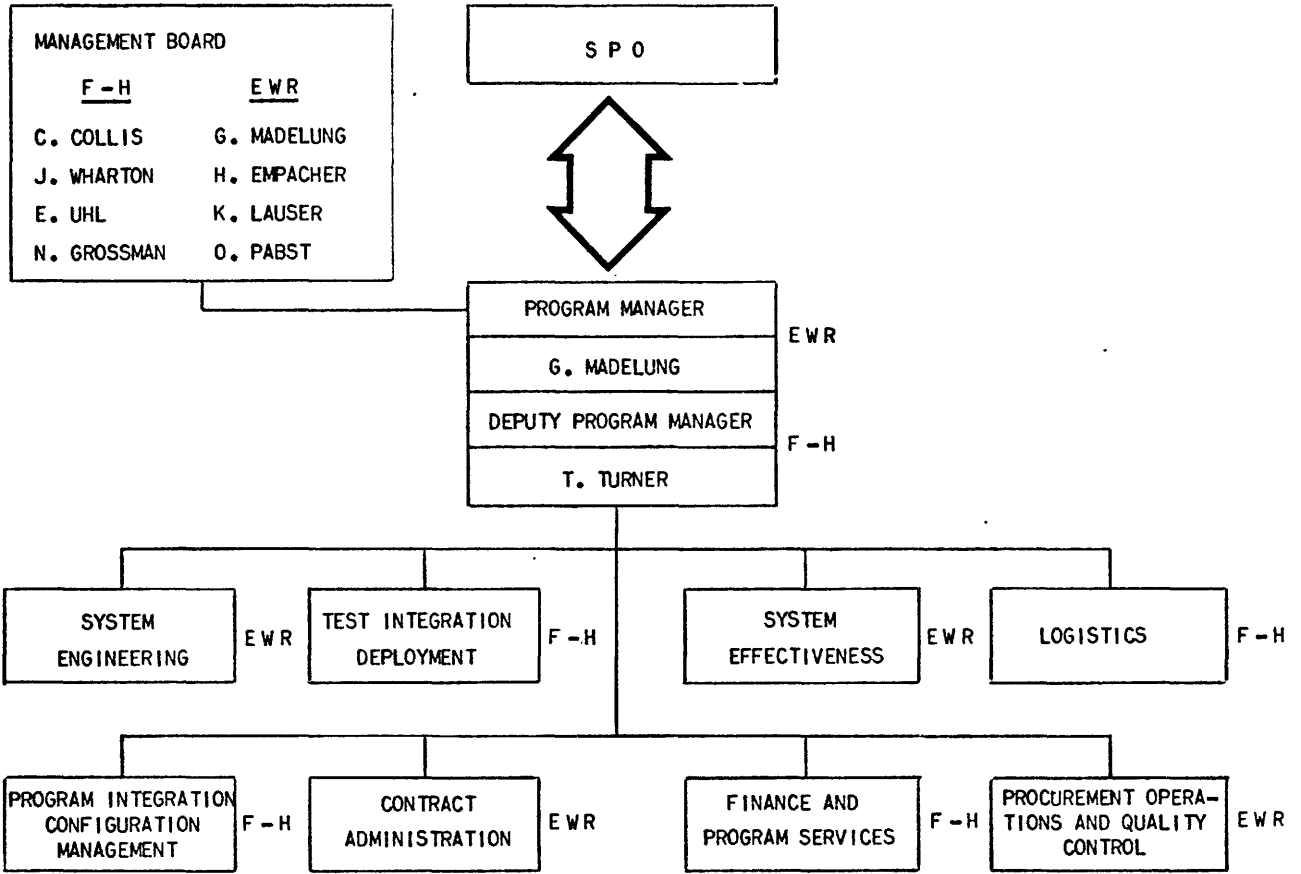 MANAGEMENT BOARD
F-H EWR
C. COLLIS G. MADELUNG
J. WHARTON H. EMPACHER
E. UHL K. LAUSER
N. GROSSMAN O. PABST
SPO
PROGRAM MANAGER
EWR
G. MADELUNG
DEPUTY PROGRAM MANAGER
F-H
T. TURNER
SYSTEM
ENGINEERING
EWR
TEST INTEGRATION
DEPLOYMENT
F-H
SYSTEM
EFFECTIVENESS
EWR
LOGISTICS
F-H
PROGRAM INTEGRATION
CONFIGURATION
MANAGEMENT
F-H
CONTRACT
ADMINISTRATION
EWR
FINANCE AND
PROGRAM SERVICES
F-H
PROCUREMENT OPERA-
TIONS AND QUALITY
CONTROL
EWR